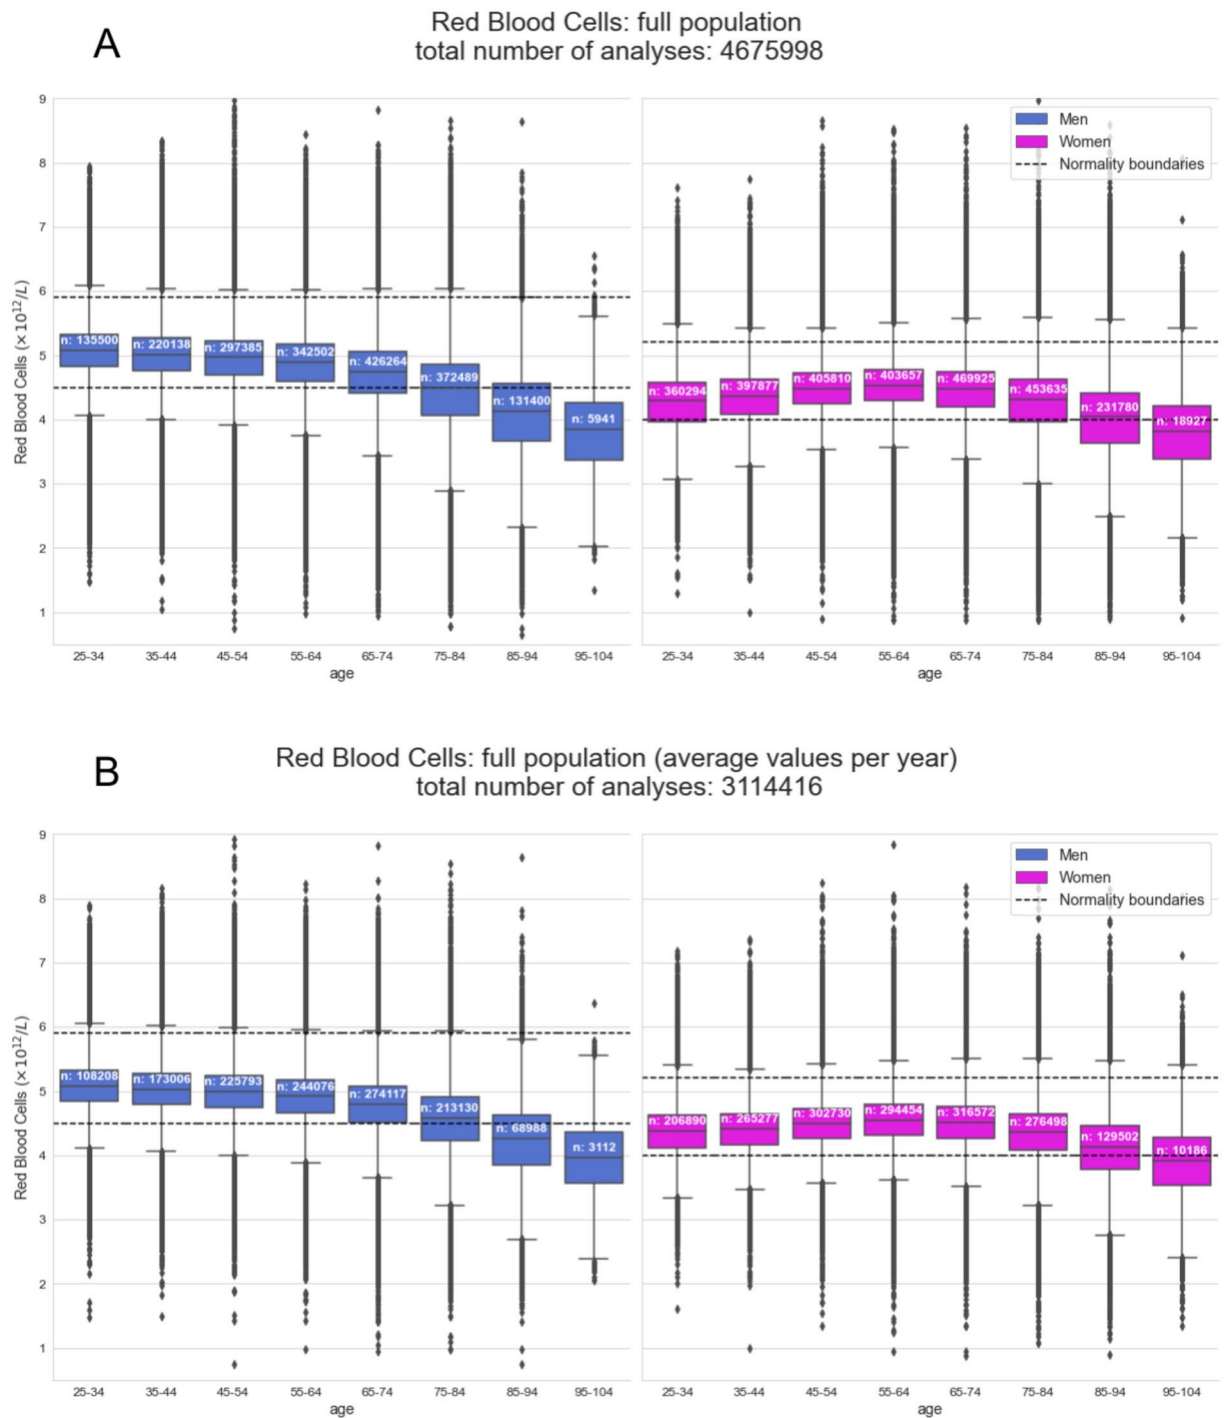 A
Red Blood Cells: full population
total number of analyses: 4675998
Men
Women
Normality boundaries
Red Blood Cells (×10¹²/L)
9
8
7
6
5
4
3
2
1
n: 135500
n: 220138
n: 297385
n: 342502
n: 426264
n: 372489
n: 131400
n: 5941
n: 360294
n: 397877
n: 405810
n: 403657
n: 469925
n: 453635
n: 231780
n: 18927
25-34 35-44 45-54 55-64 65-74 75-84 85-94 95-104 25-34 35-44 45-54 55-64 65-74 75-84 85-94 95-104
age age
B
Red Blood Cells: full population (average values per year)
total number of analyses: 3114416
Men
Women
Normality boundaries
Red Blood Cells (×10¹²/L)
9
8
7
6
5
4
3
2
1
n: 108208
n: 173006
n: 225793
n: 244076
n: 274117
n: 213130
n: 68988
n: 3112
n: 206890
n: 265277
n: 302730
n: 294454
n: 316572
n: 276498
n: 129502
n: 10186
25-34 35-44 45-54 55-64 65-74 75-84 85-94 95-104 25-34 35-44 45-54 55-64 65-74 75-84 85-94 95-104
age age